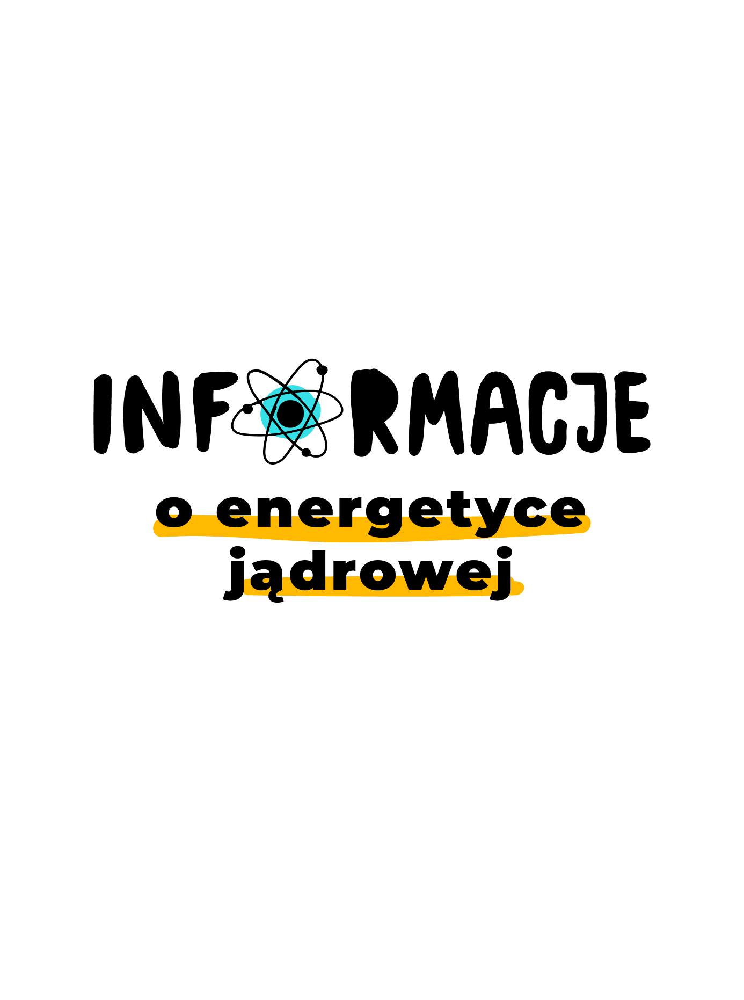 INFORMACJE
o energetyce
jądrowej